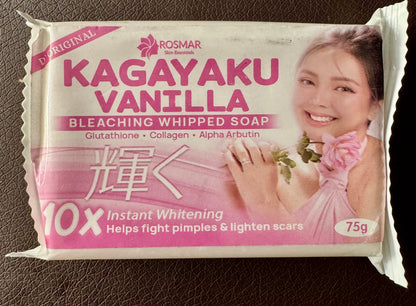 D'ORIGINAL
ROSMAR
Skin Essentials
KAGAYAKU
VANILLA
BLEACHING WHIPPED SOAP
Glutathione • Collagen • Alpha Arbutin
輝く
10X Instant Whitening
Helps fight pimples & lighten scars
75g